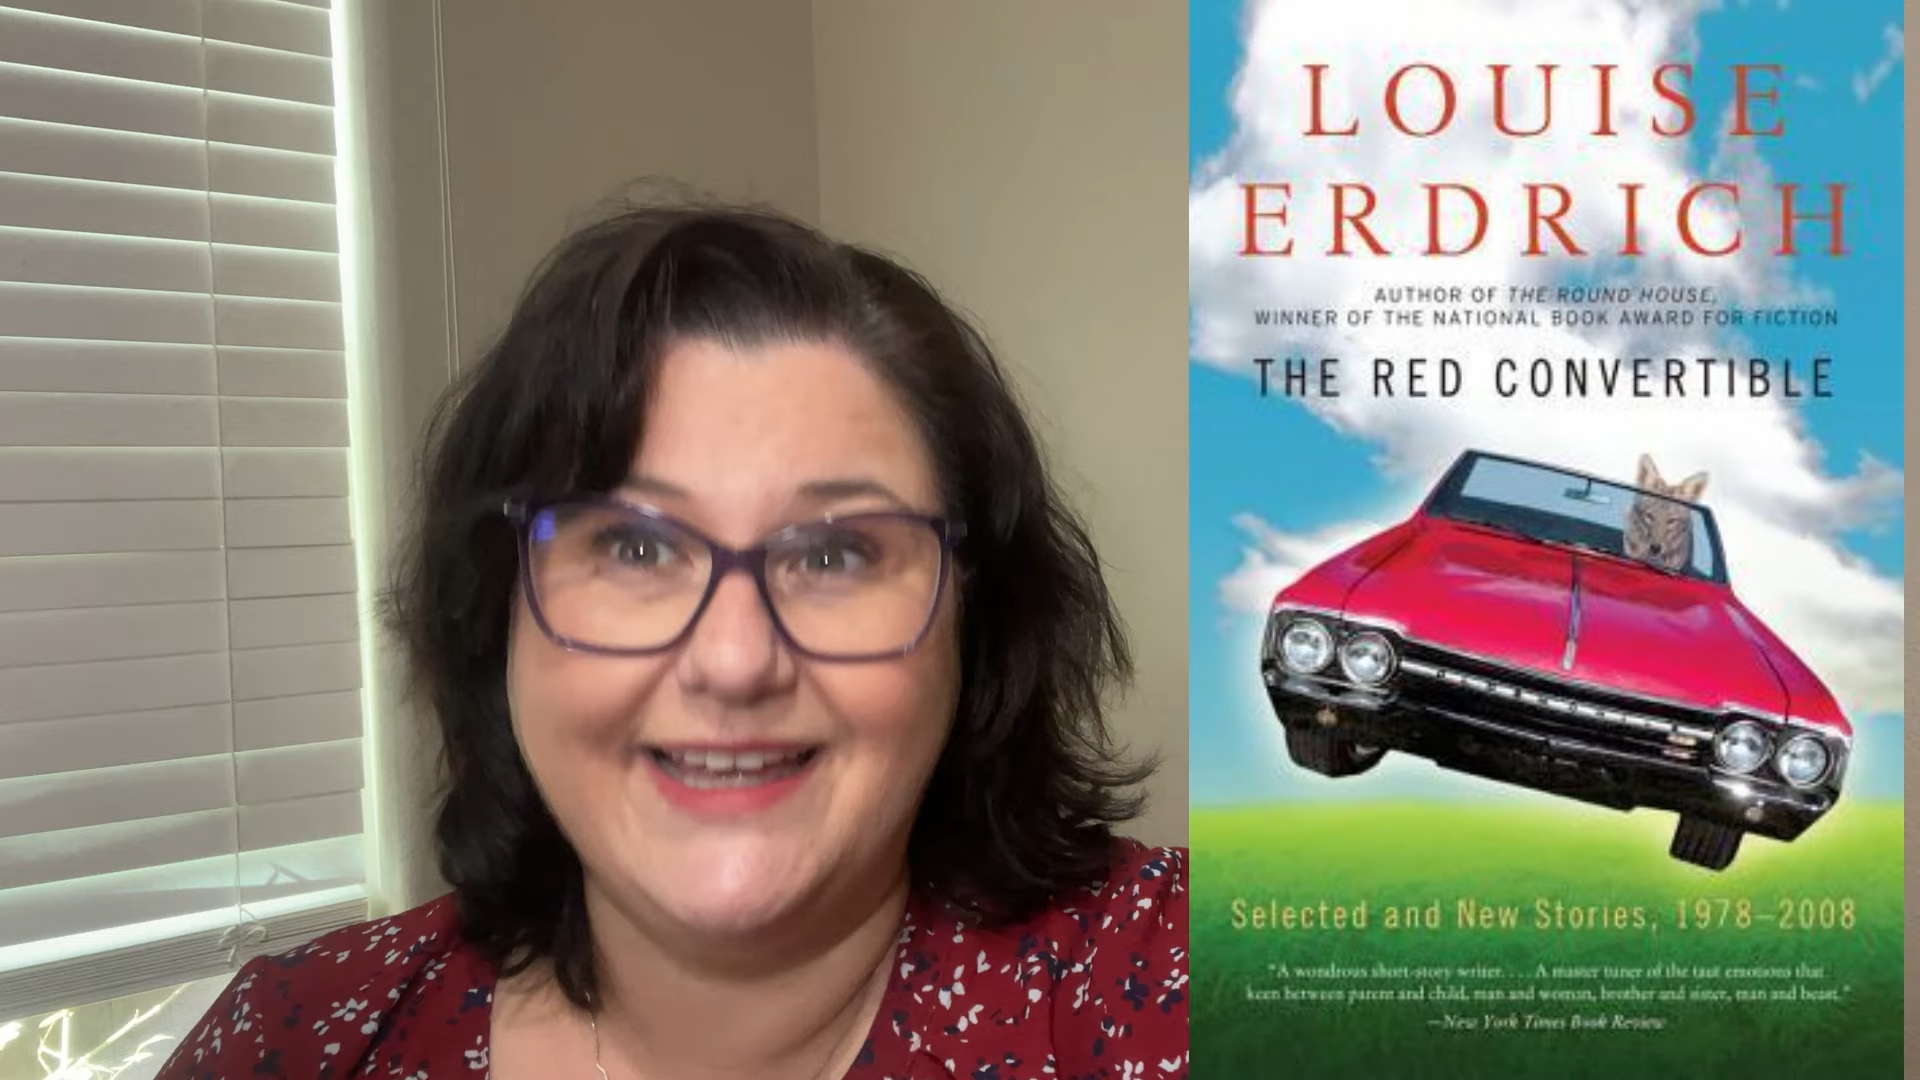 LOUISE
ERDRICH
AUTHOR OF THE ROUND HOUSE,
WINNER OF THE NATIONAL BOOK AWARD FOR FICTION
THE RED CONVERTIBLE
Selected and New Stories, 1978–2008
"A wondrous short-story writer. . . . A master tuner of the taut emotions that
keen between parent and child, man and woman, brother and sister, man and beast."
—New York Times Book Review